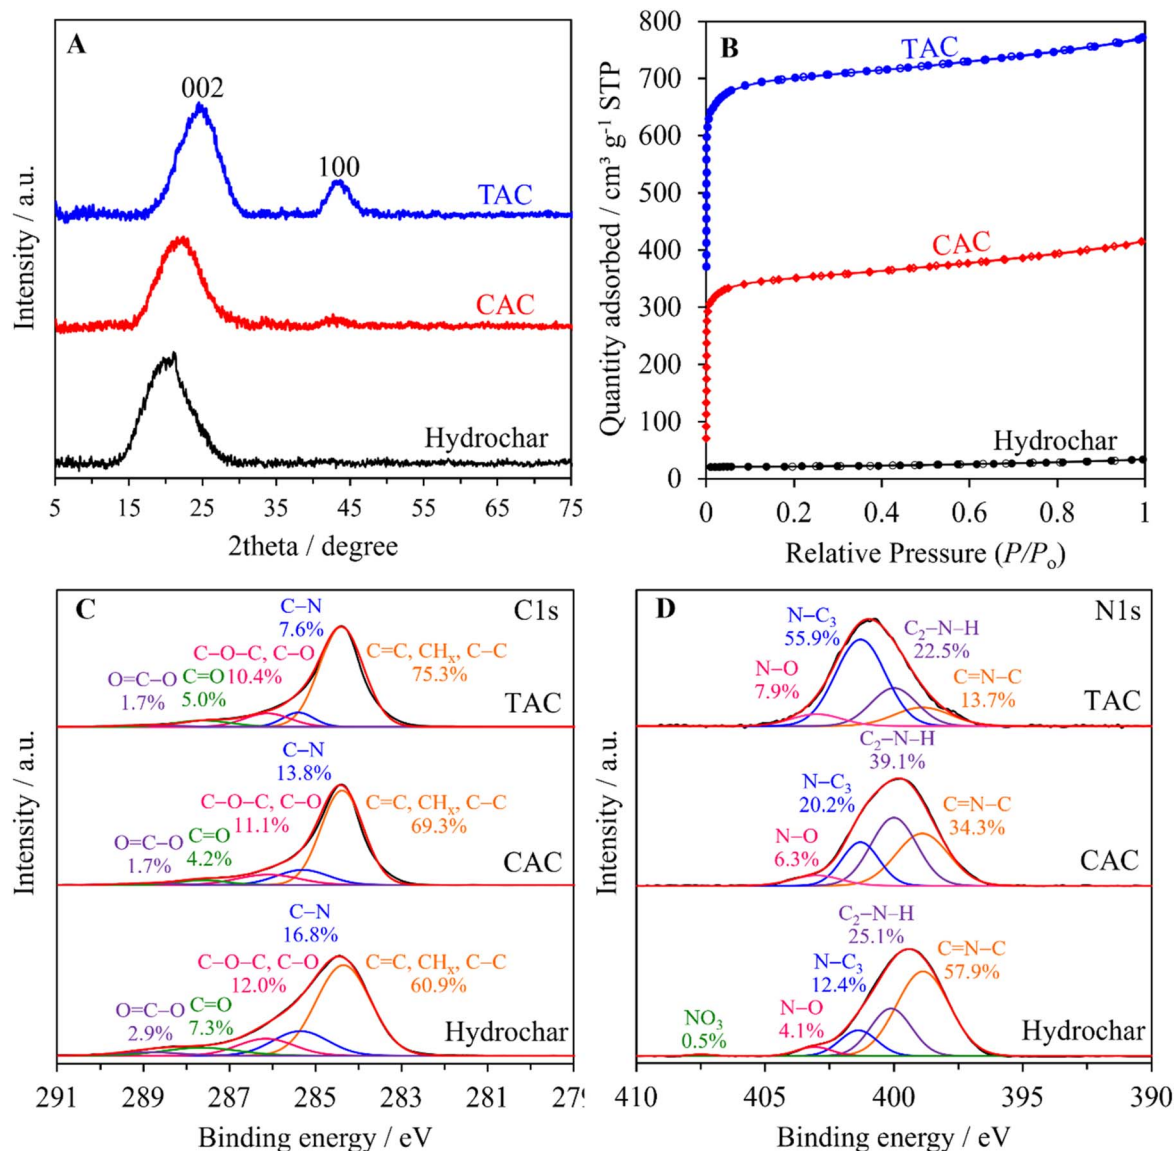 A
002
100
TAC
CAC
Hydrochar
Intensity / a.u.
5 15 25 35 45 55 65 75
2theta / degree
B
TAC
CAC
Hydrochar
Quantity adsorbed / cm³ g⁻¹ STP
800
700
600
500
400
300
200
100
0
0 0.2 0.4 0.6 0.8 1
Relative Pressure (P/Pₒ)
C
C1s
C–N
7.6%
C=C, CHₓ, C–C
75.3%
C–O–C, C–O
10.4%
O=C–O
1.7%
C=O
5.0%
TAC
C–N
13.8%
C–O–C, C–O
11.1%
C=C, CHₓ, C–C
69.3%
O=C–O
1.7%
C=O
4.2%
CAC
C–N
16.8%
C–O–C, C–O
12.0%
C=C, CHₓ, C–C
60.9%
O=C–O
2.9%
C=O
7.3%
Hydrochar
Intensity / a.u.
291 289 287 285 283 281 279
Binding energy / eV
D
N1s
N–C₃
55.9%
C₂–N–H
22.5%
N–O
7.9%
C=N–C
13.7%
TAC
C₂–N–H
39.1%
N–C₃
20.2%
C=N–C
34.3%
N–O
6.3%
CAC
C₂–N–H
25.1%
N–C₃
12.4%
C=N–C
57.9%
N–O
4.1%
NO₃
0.5%
Hydrochar
Intensity / a.u.
410 405 400 395 390
Binding energy / eV